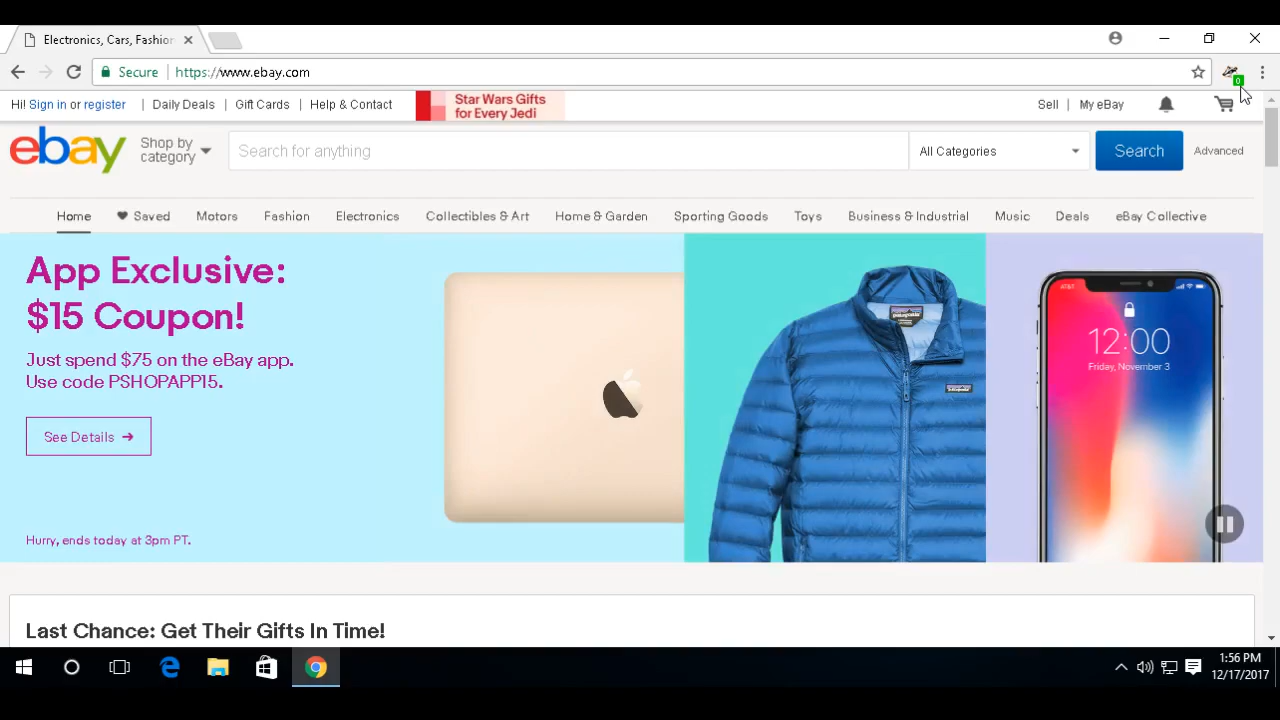 Electronics, Cars, Fashion
Secure https://www.ebay.com
0
Hi! Sign in or register Daily Deals Gift Cards Help & Contact
Star Wars Gifts
for Every Jedi
Sell My eBay
ebay
Shop by
category
Search for anything
All Categories
Search
Advanced
Home Saved Motors Fashion Electronics Collectibles & Art Home & Garden Sporting Goods Toys Business & Industrial Music Deals eBay Collective
App Exclusive:
$15 Coupon!
Just spend $75 on the eBay app.
Use code PSHOPAPP15.
See Details
Hurry, ends today at 3pm PT.
patagonia
patagonia
AT&T
12:00
Friday, November 3
Last Chance: Get Their Gifts In Time!
1:56 PM
12/17/2017